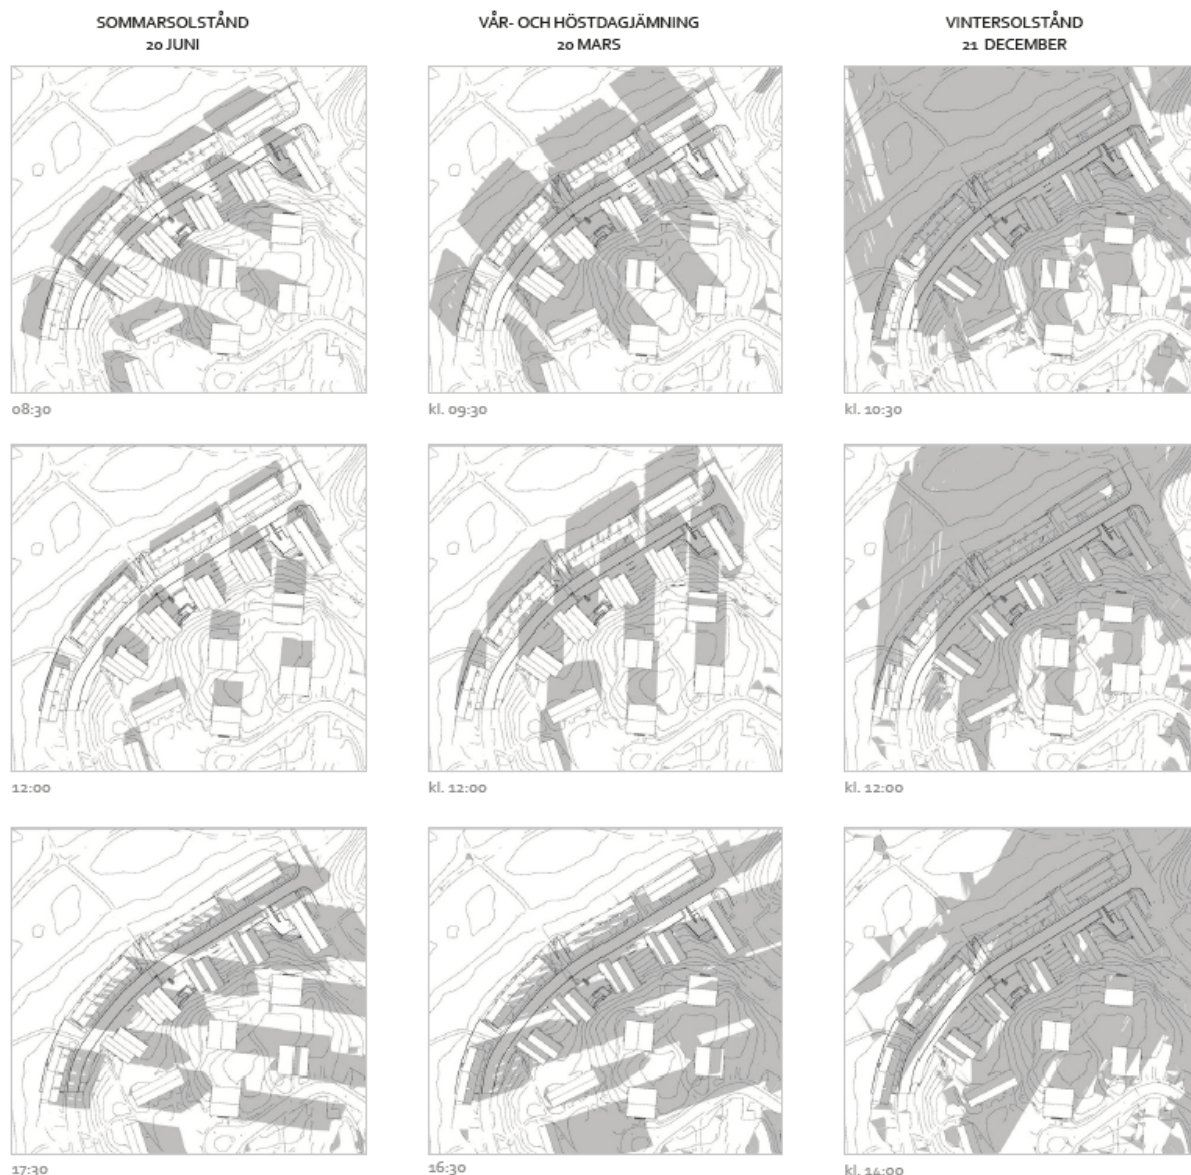 SOMMARSOLSTÅND
20 JUNI
VÅR- OCH HÖSTDAGJÄMNING
20 MARS
VINTERSOLSTÅND
21 DECEMBER
08:30
kl. 09:30
kl. 10:30
12:00
kl. 12:00
kl. 12:00
17:30
16:30
kl. 14:00